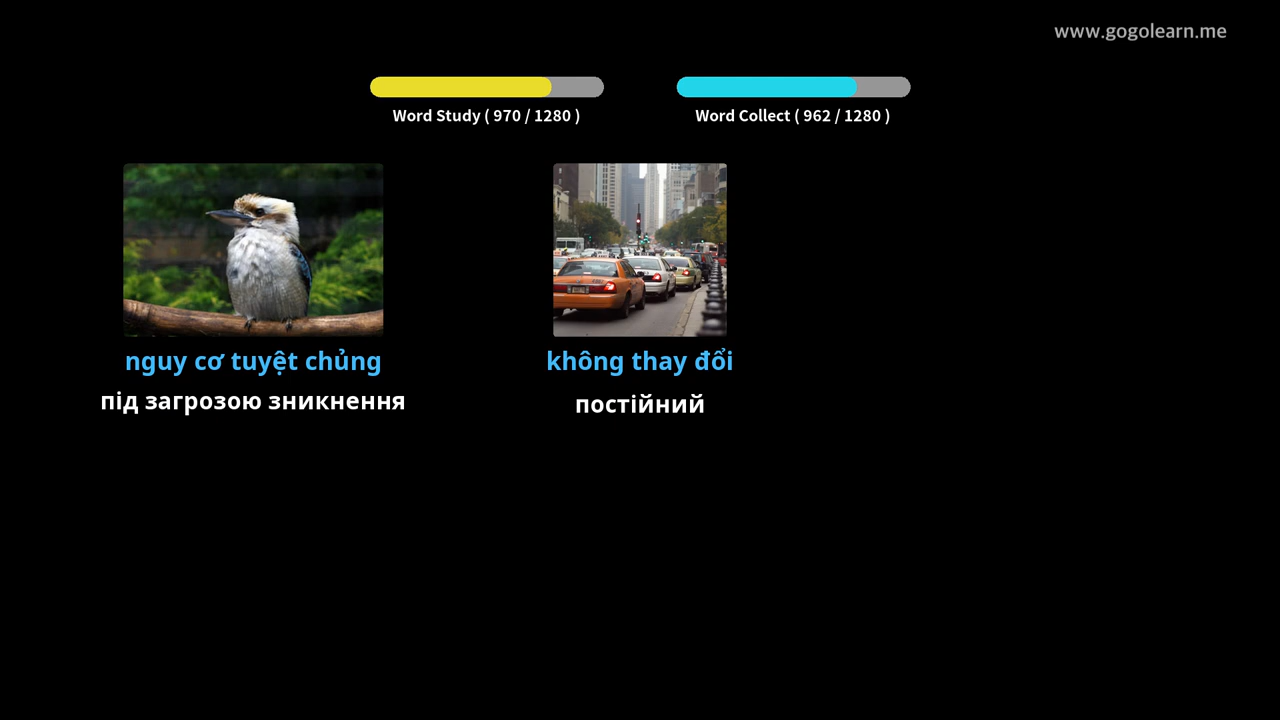 www.gogolearn.me
Word Study ( 970 / 1280 )
Word Collect ( 962 / 1280 )
nguy cơ tuyệt chủng
під загрозою зникнення
không thay đổi
постійний